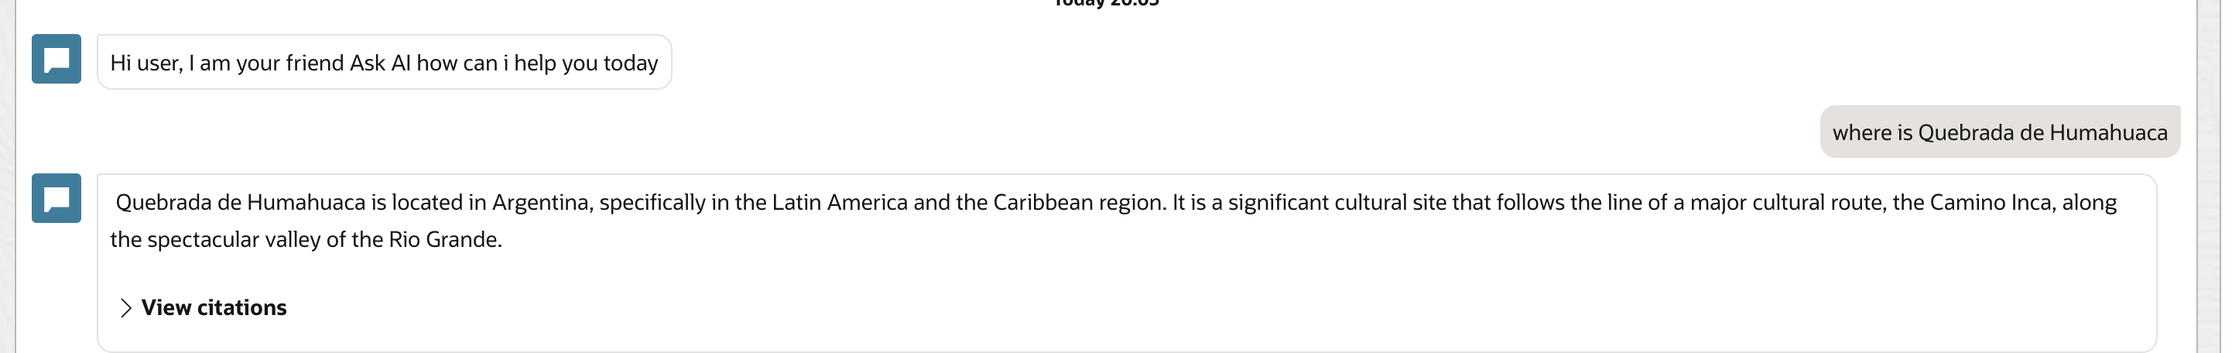 Hi user, I am your friend Ask AI how can i help you today
where is Quebrada de Humahuaca
Quebrada de Humahuaca is located in Argentina, specifically in the Latin America and the Caribbean region. It is a significant cultural site that follows the line of a major cultural route, the Camino Inca, along
the spectacular valley of the Rio Grande.
View citations